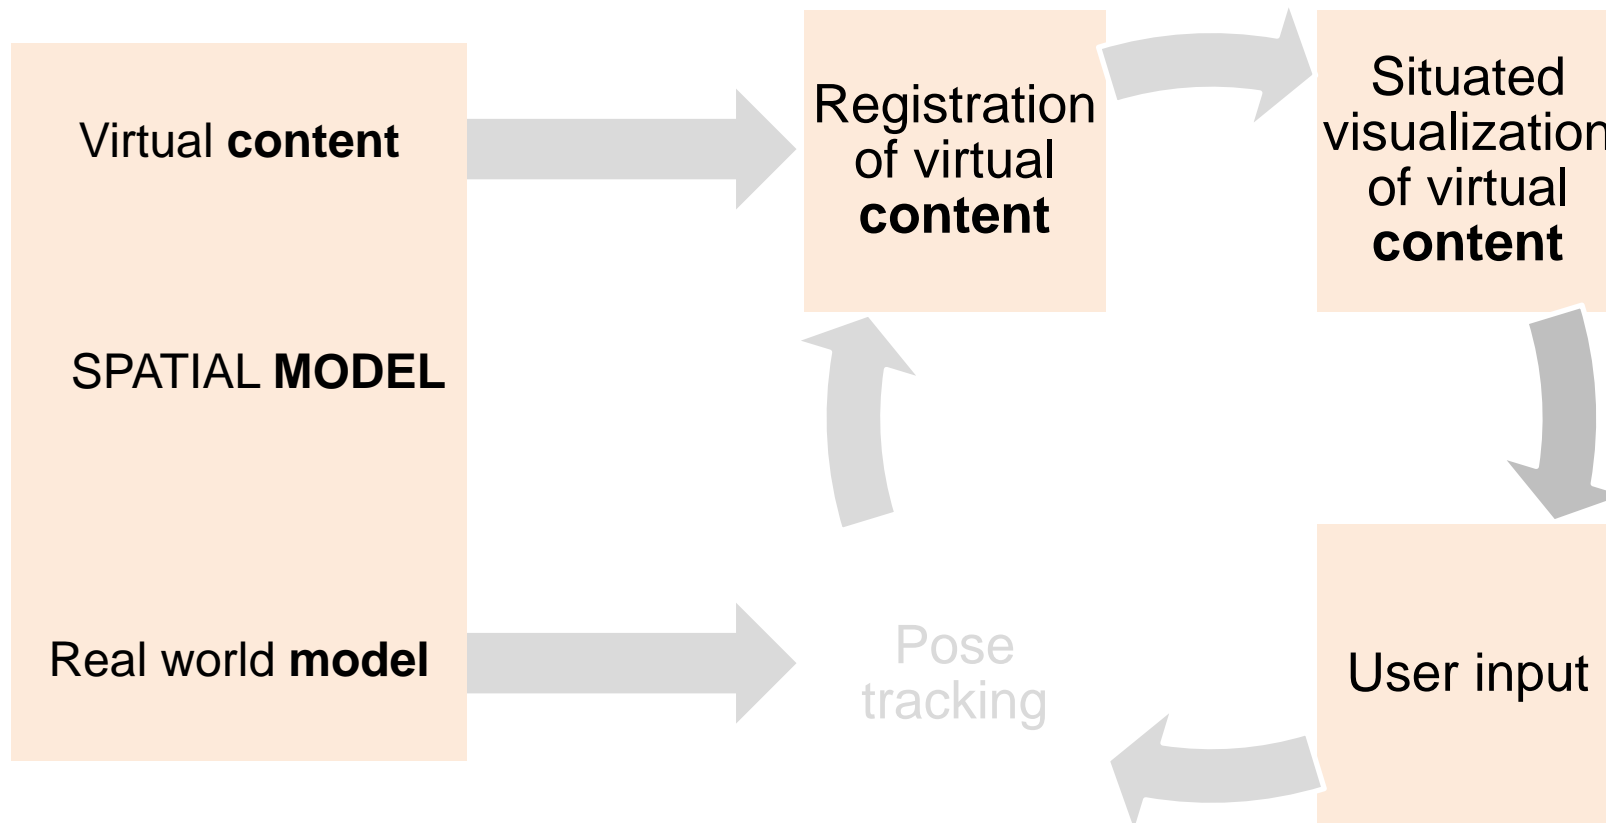 Virtual content
SPATIAL MODEL
Real world model
Registration
of virtual
content
Situated
visualization
of virtual
content
Pose
tracking
User input